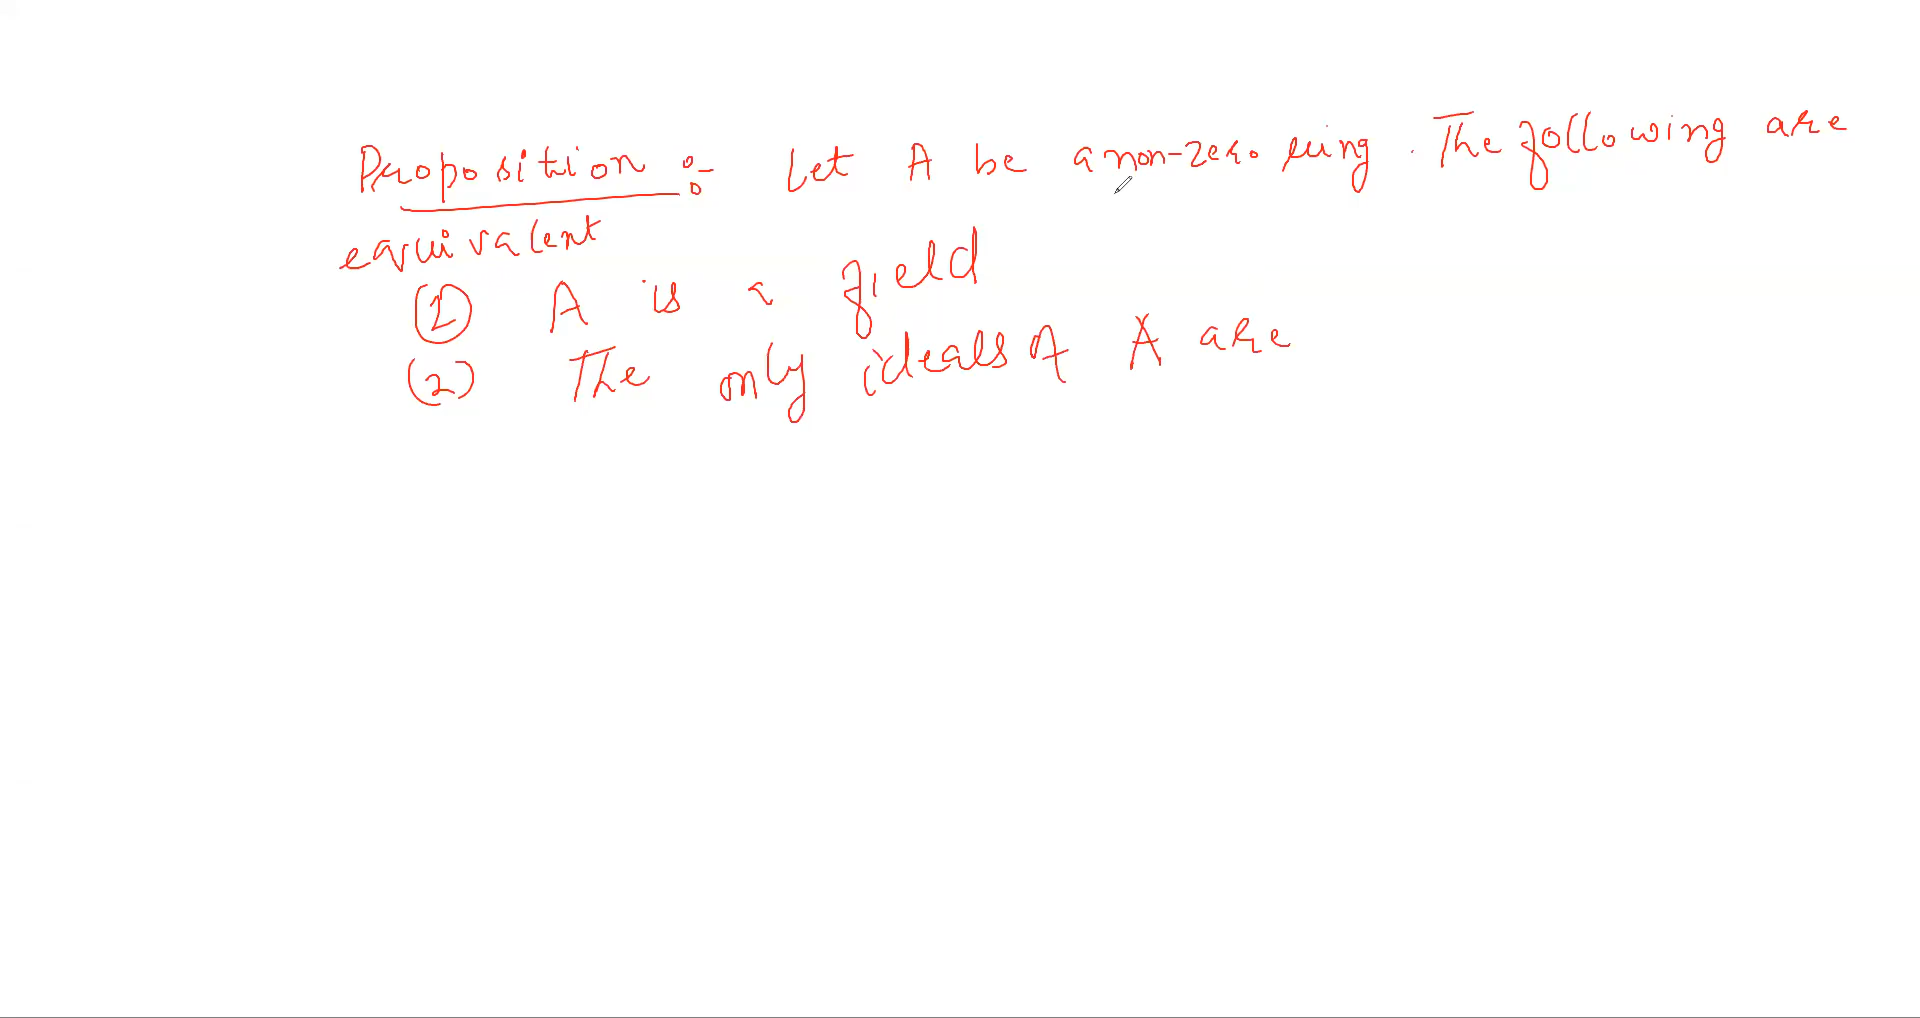 Proposition :- Let A be a non-zero ring. The following are
equivalent
(1) A is a field
(2) The only ideals of A are